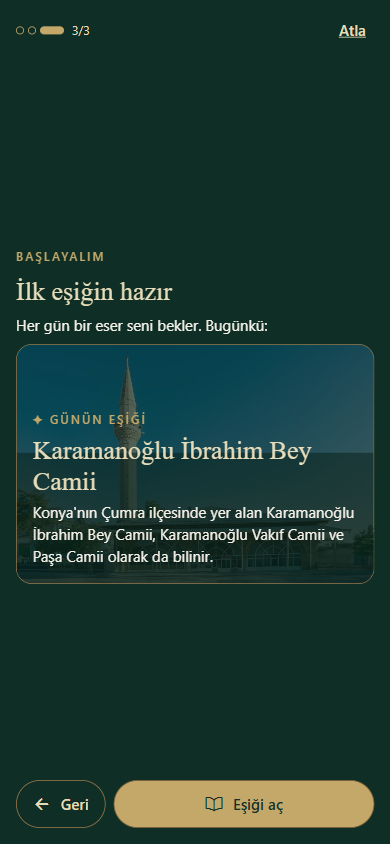 3/3
Atla
BAŞLAYALIM
İlk eşiğin hazır
Her gün bir eser seni bekler. Bugünkü:
GÜNÜN EŞİĞİ
Karamanoğlu İbrahim Bey
Camii
Konya'nın Çumra ilçesinde yer alan Karamanoğlu
İbrahim Bey Camii, Karamanoğlu Vakıf Camii ve
Paşa Camii olarak da bilinir.
Geri
Eşiği aç